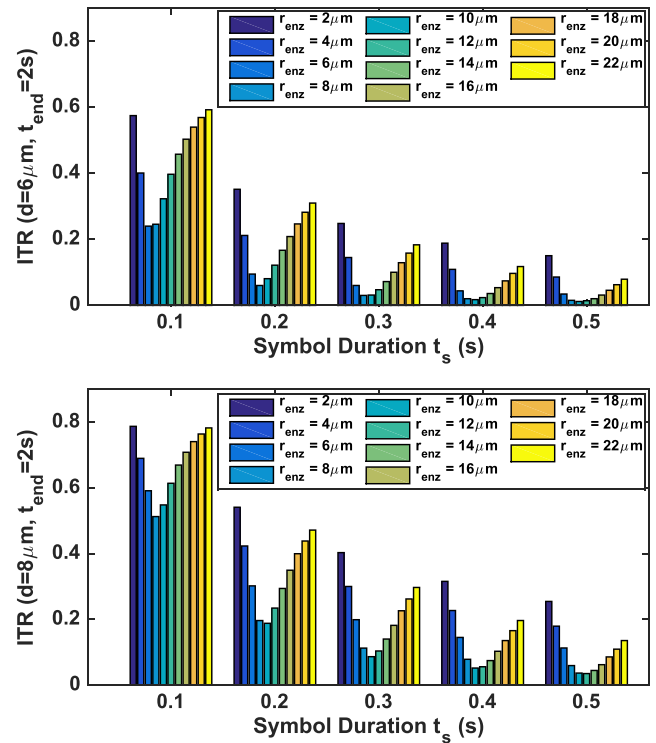 ITR (d=6μm, t_end=2s)
0.8
0.6
0.4
0.2
0
r_enz = 2μm
r_enz = 4μm
r_enz = 6μm
r_enz = 8μm
r_enz = 10μm
r_enz = 12μm
r_enz = 14μm
r_enz = 16μm
r_enz = 18μm
r_enz = 20μm
r_enz = 22μm
0.1 0.2 0.3 0.4 0.5
Symbol Duration t_s (s)
ITR (d=8μm, t_end=2s)
0.8
0.6
0.4
0.2
0
r_enz = 2μm
r_enz = 4μm
r_enz = 6μm
r_enz = 8μm
r_enz = 10μm
r_enz = 12μm
r_enz = 14μm
r_enz = 16μm
r_enz = 18μm
r_enz = 20μm
r_enz = 22μm
0.1 0.2 0.3 0.4 0.5
Symbol Duration t_s (s)